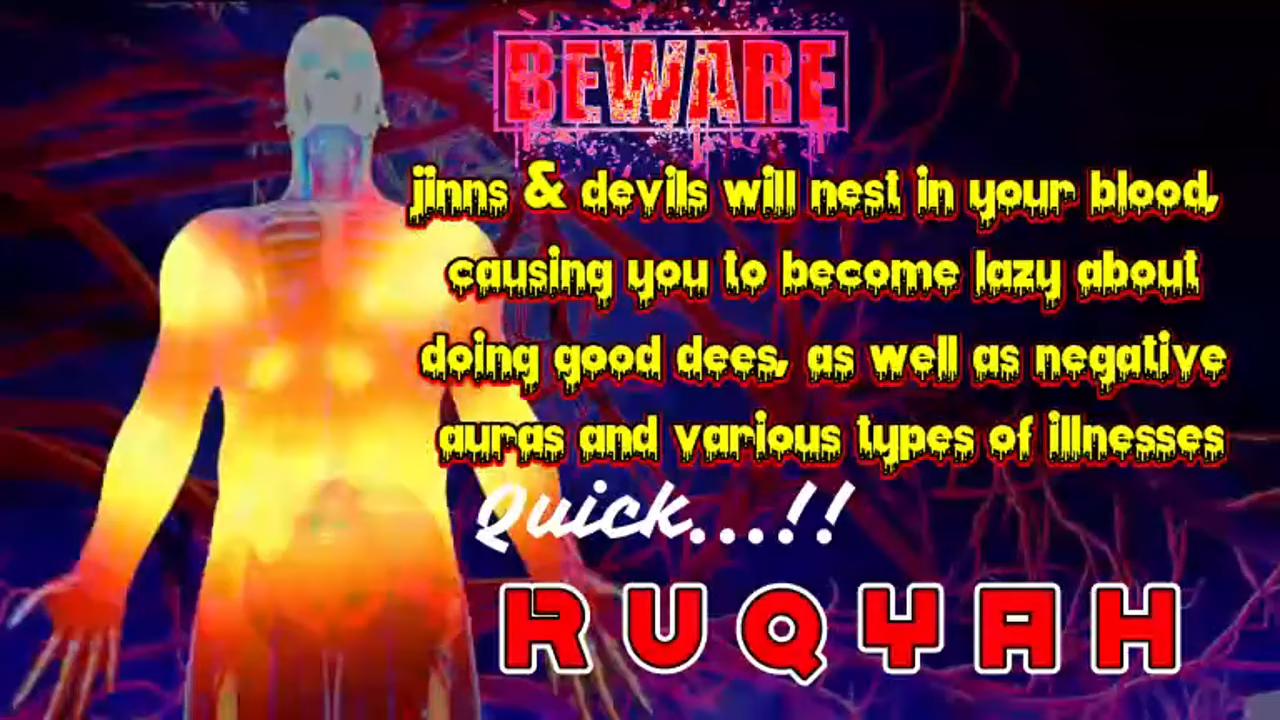 BEWARE
jinns & devils will nest in your blood,
causing you to become lazy about
doing good dees, as well as negative
auras and various types of illnesses
Quick...!!
RUQYAH